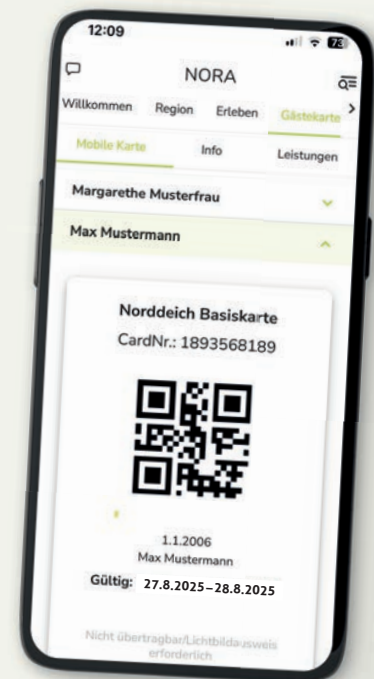 12:09
73
NORA
Willkommen Region Erleben Gästekarte
Mobile Karte Info Leistungen
Margarethe Musterfrau
Max Mustermann
Norddeich Basiskarte
CardNr.: 1893568189
1.1.2006
Max Mustermann
Gültig: 27.8.2025–28.8.2025
Nicht übertragbar/Lichtbildausweis
erforderlich